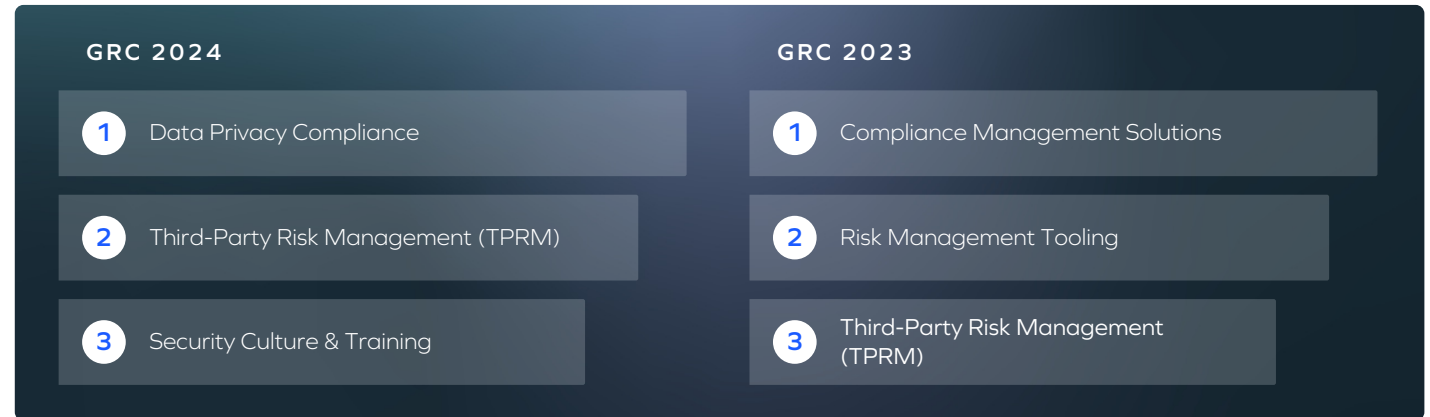 GRC 2024
1
Data Privacy Compliance
2
Third-Party Risk Management (TPRM)
3
Security Culture & Training
GRC 2023
1
Compliance Management Solutions
2
Risk Management Tooling
3
Third-Party Risk Management
(TPRM)